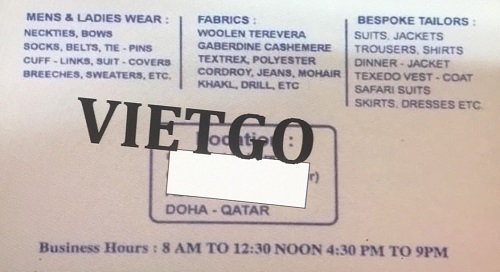 MENS & LADIES WEAR :
NECKTIES, BOWS
SOCKS, BELTS, TIE - PINS
CUFF - LINKS, SUIT - COVERS
BREECHES, SWEATERS, ETC.
FABRICS :
WOOLEN TEREVERA
GABERDINE CASHEMERE
TEXTREX, POLYESTER
CORDROY, JEANS, MOHAIR
KHAKI, DRILL, ETC
BESPOKE TAILORS :
SUITS, JACKETS
TROUSERS, SHIRTS
DINNER - JACKET
TEXEDO VEST - COAT
SAFARI SUITS
SKIRTS, DRESSES ETC.
VIETGO
Location :
DOHA - QATAR
Business Hours : 8 AM TO 12:30 NOON 4:30 PM TO 9PM